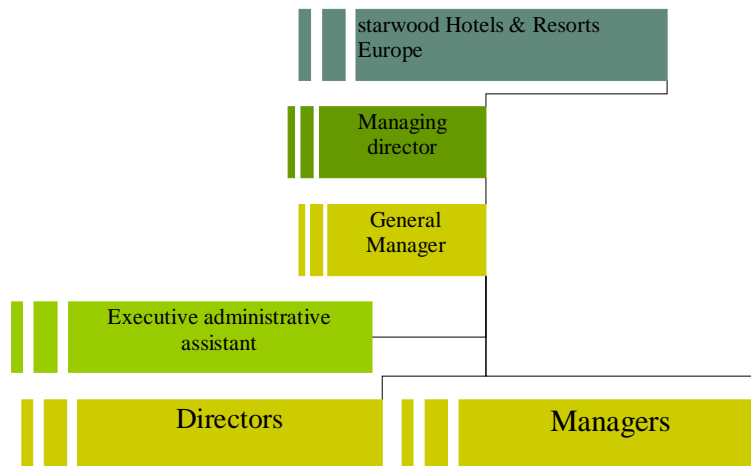 starwood Hotels & Resorts
Europe
Managing
director
General
Manager
Executive administrative
assistant
Directors
Managers